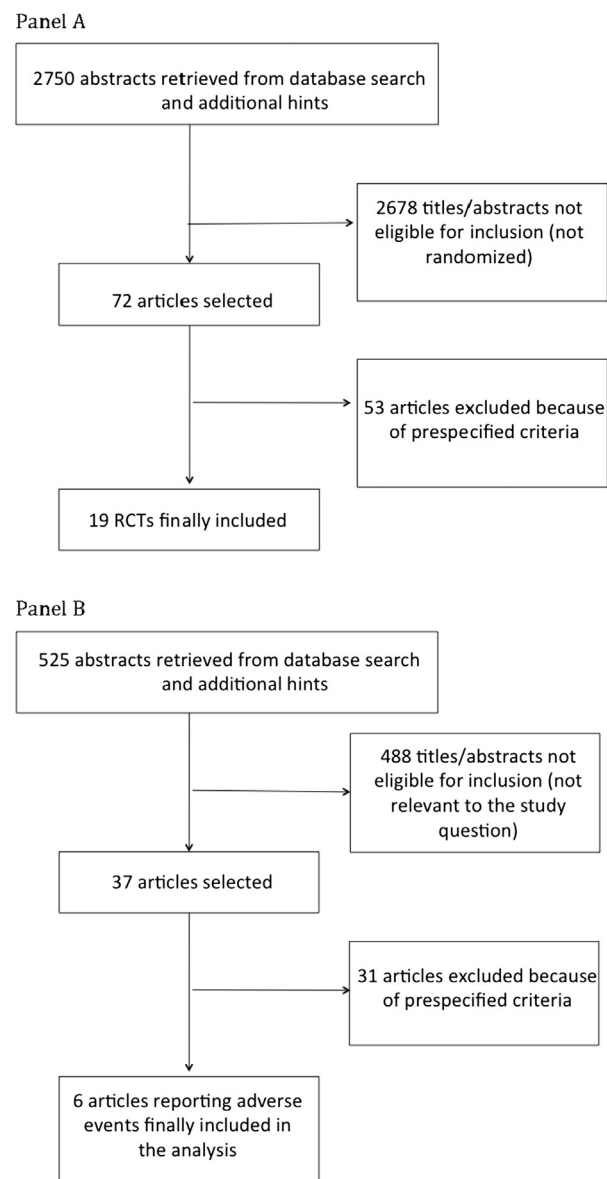 Panel A
2750 abstracts retrieved from database search
and additional hints
2678 titles/abstracts not
eligible for inclusion (not
randomized)
72 articles selected
53 articles excluded because
of prespecified criteria
19 RCTs finally included
Panel B
525 abstracts retrieved from database search
and additional hints
488 titles/abstracts not
eligible for inclusion (not
relevant to the study
question)
37 articles selected
31 articles excluded because
of prespecified criteria
6 articles reporting adverse
events finally included in
the analysis